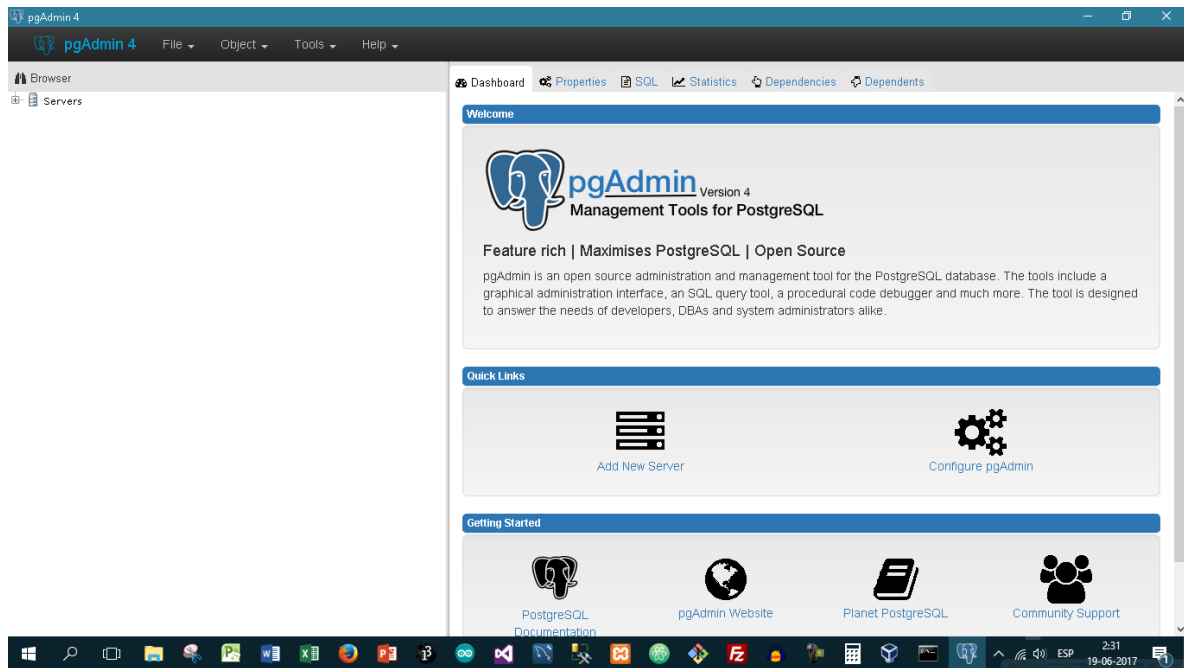 pgAdmin 4
pgAdmin 4 File Object Tools Help
Browser
Servers
Dashboard Properties SQL Statistics Dependencies Dependents
Welcome
pgAdmin Version 4
Management Tools for PostgreSQL
Feature rich | Maximises PostgreSQL | Open Source
pgAdmin is an open source administration and management tool for the PostgreSQL database. The tools include a
graphical administration interface, an SQL query tool, a procedural code debugger and much more. The tool is designed
to answer the needs of developers, DBAs and system administrators alike.
Quick Links
Add New Server Configure pgAdmin
Getting Started
PostgreSQL
Documentation
pgAdmin Website
Planet PostgreSQL
Community Support
ESP
2:31
19-06-2017